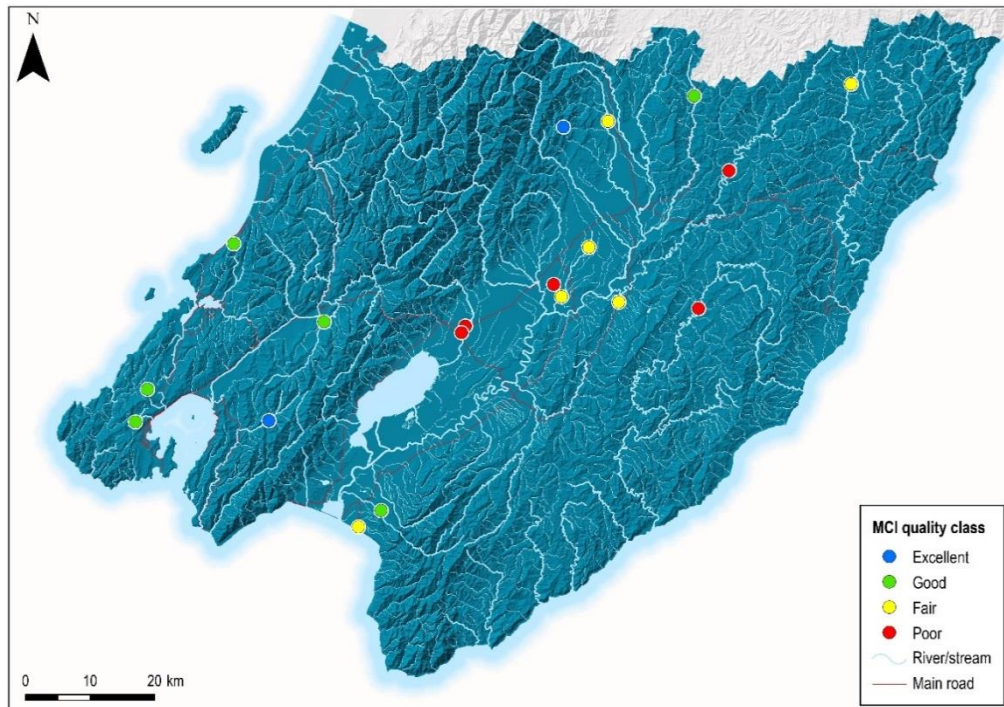 N
MCI quality class
Excellent
Good
Fair
Poor
River/stream
Main road
0 10 20 km